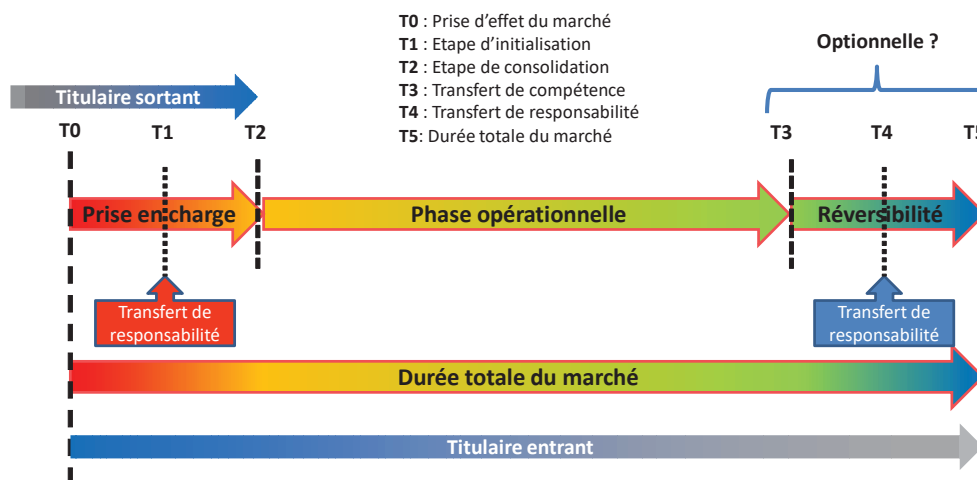 T0 : Prise d’effet du marché
T1 : Etape d’initialisation
T2 : Etape de consolidation
T3 : Transfert de compétence
T4 : Transfert de responsabilité
T5: Durée totale du marché
Optionnelle ?
Titulaire sortant
T0
T1
T2
T3
T4
T5
Prise en charge
Phase opérationnelle
Réversibilité
Transfert de
responsabilité
Transfert de
responsabilité
Durée totale du marché
Titulaire entrant